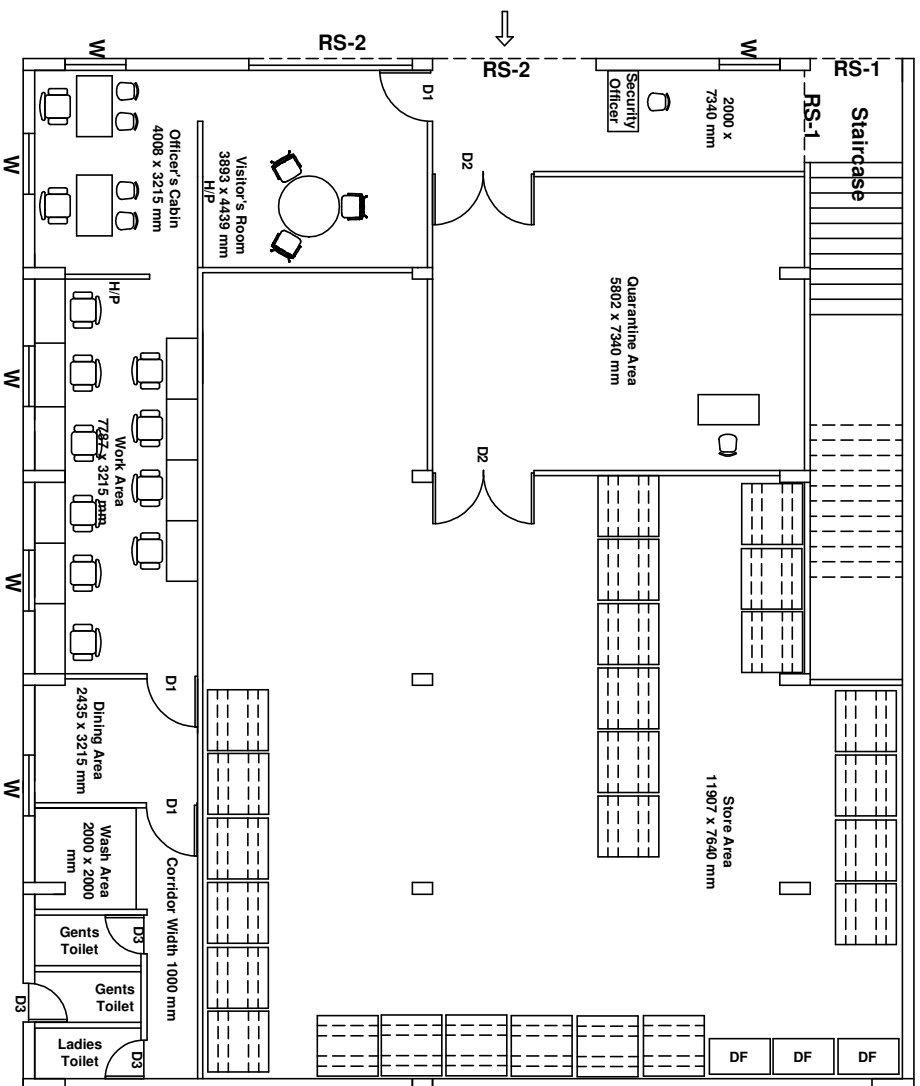 RS-2
RS-2
RS-1
RS-1
W
W
Staircase
2000 x
7340 mm
Security
Officer
D1
D2
Officer's Cabin
4008 x 3215 mm
Visitor's Room
3893 x 4439 mm
H/P
W
H/P
Quarantine Area
5802 x 7340 mm
W
Work Area
7787 x 3215 mm
D2
W
D1
Dining Area
2435 x 3215 mm
Store Area
11907 x 7640 mm
W
D1
Wash Area
2000 x 2000
mm
Corridor Width 1000 mm
Gents
Toilet
D3
Gents
Toilet
D3
Ladies
Toilet
D3
DF
DF
DF